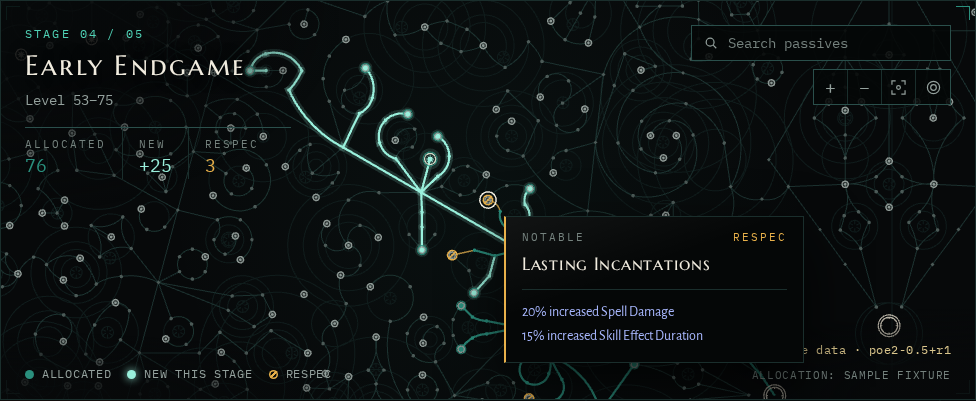 STAGE 04 / 05
Early Endgame
Level 53–75
ALLOCATED NEW RESPEC
76 +25 3
Search passives
+ −
NOTABLE RESPEC
Lasting Incantations
20% increased Spell Damage
15% increased Skill Effect Duration
data · poe2-0.5+r1
ALLOCATION: SAMPLE FIXTURE
ALLOCATED NEW THIS STAGE RESPEC